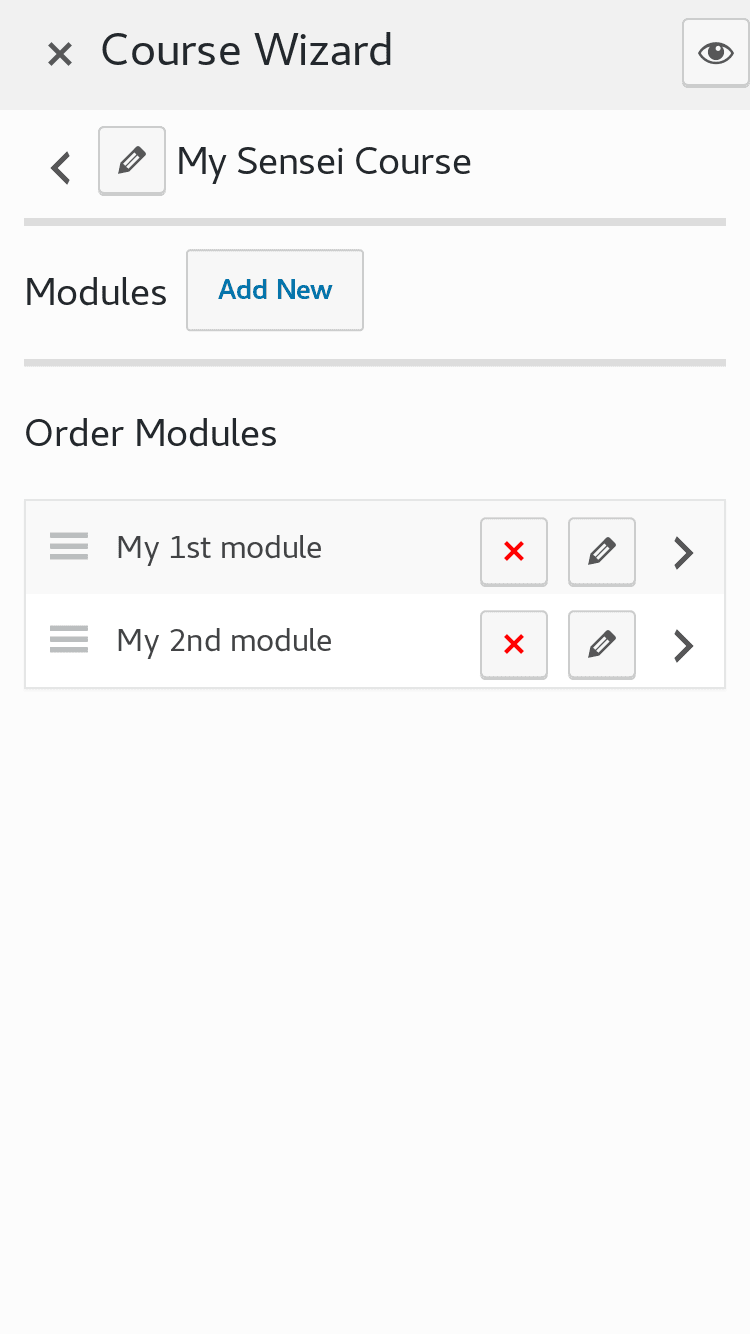 Course Wizard
My Sensei Course
Modules Add New
Order Modules
My 1st module
My 2nd module